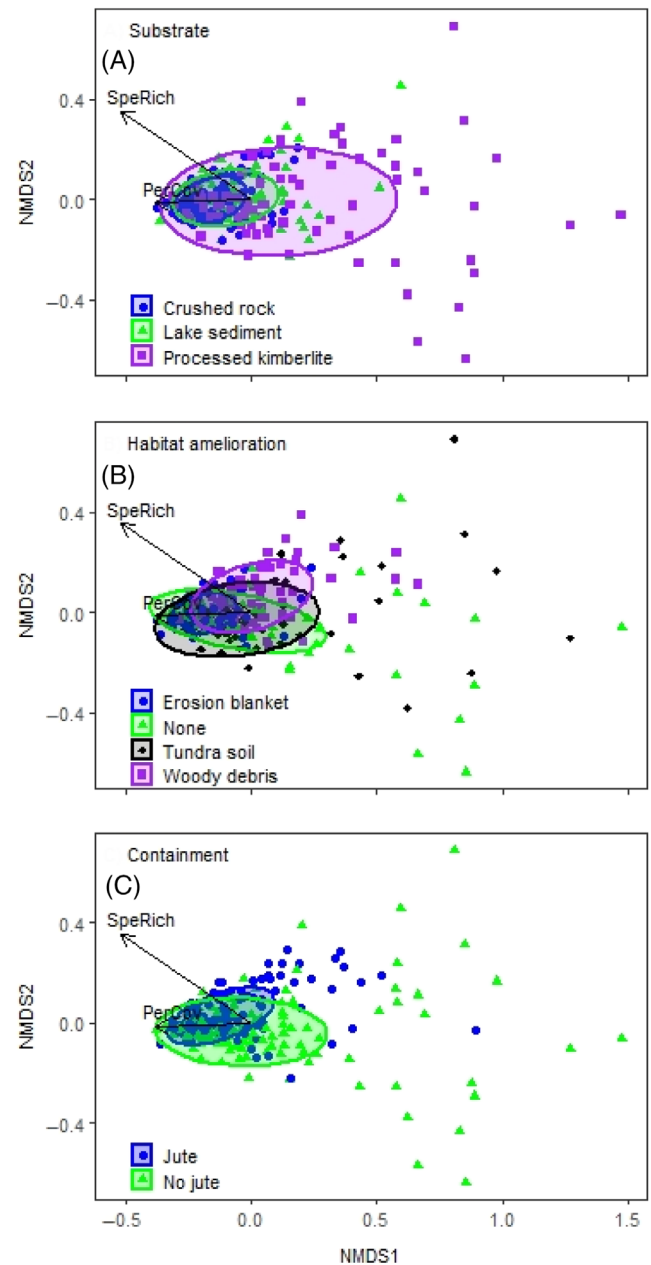 Substrate
(A)
SpeRich
PerCov
0.4
0.0
−0.4
NMDS2
Crushed rock
Lake sediment
Processed kimberlite
Habitat amelioration
(B)
SpeRich
PerCov
0.4
0.0
−0.4
NMDS2
Erosion blanket
None
Tundra soil
Woody debris
Containment
(C)
SpeRich
PerCov
0.4
0.0
−0.4
NMDS2
Jute
No jute
−0.5 0.0 0.5 1.0 1.5
NMDS1